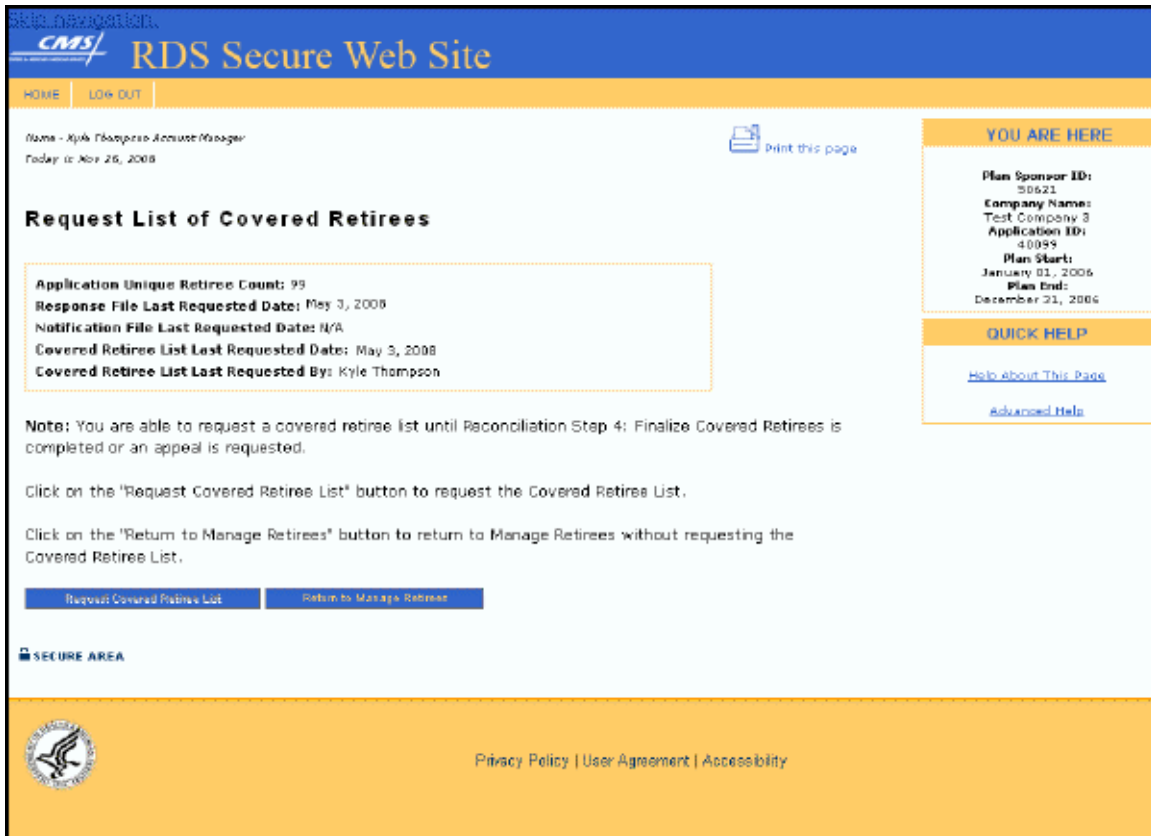 Skip navigation.
CMS/
RDS Secure Web Site
HOME
LOG OUT
Name - Kyle Thompson Account Manager
Today is Nov 26, 2008
Print this page
Request List of Covered Retirees
Application Unique Retiree Count: 99
Response File Last Requested Date: May 3, 2008
Notification File Last Requested Date: N/A
Covered Retiree List Last Requested Date: May 3, 2008
Covered Retiree List Last Requested By: Kyle Thompson
Note: You are able to request a covered retiree list until Reconciliation Step 4: Finalize Covered Retirees is
completed or an appeal is requested.
Click on the "Request Covered Retiree List" button to request the Covered Retiree List.
Click on the "Return to Manage Retirees" button to return to Manage Retirees without requesting the
Covered Retiree List.
Request Covered Retiree List
Return to Manage Retirees
SECURE AREA
YOU ARE HERE
Plan Sponsor ID:
50621
Company Name:
Test Company 3
Application ID:
40099
Plan Start:
January 01, 2006
Plan End:
December 31, 2006
QUICK HELP
Help About This Page
Advanced Help
Privacy Policy | User Agreement | Accessibility